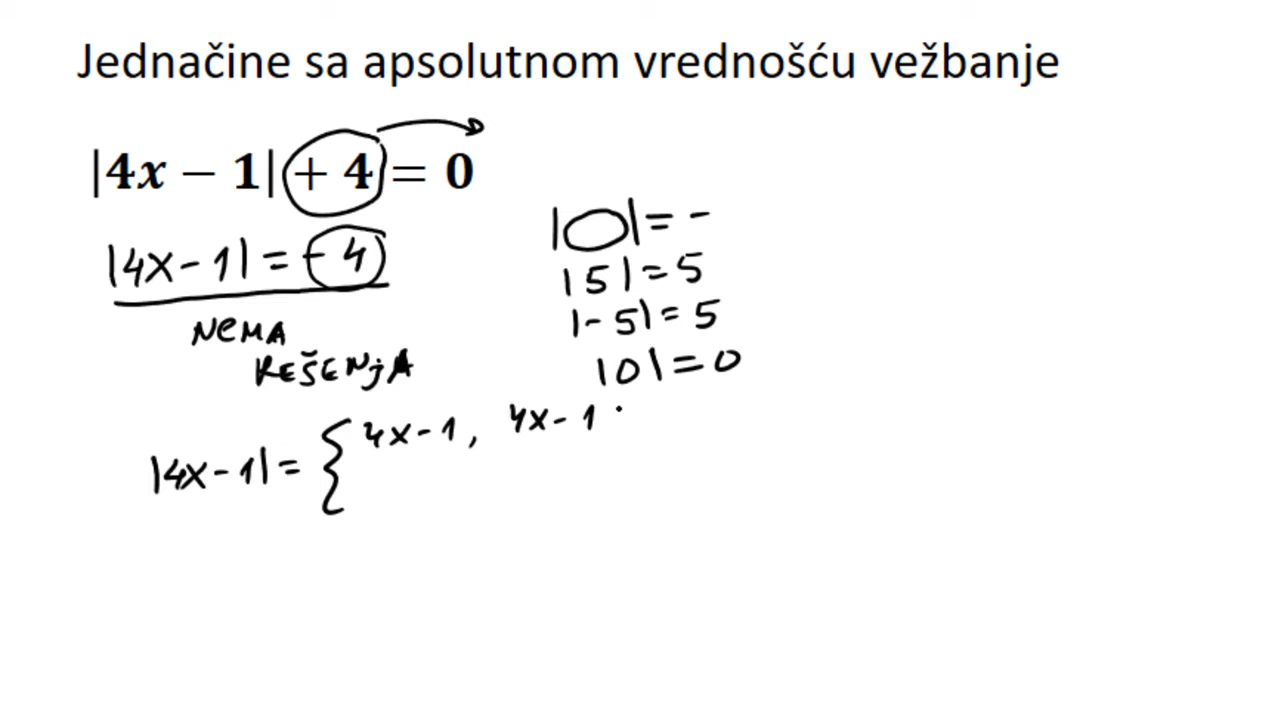 Jednačine sa apsolutnom vrednošću vežbanje
|4x − 1| + 4 = 0
|4x - 1| = - 4
NEMA
REŠENjA
|4x - 1| = { 4x - 1, 4x - 1
| | = -
|5| = 5
|-5| = 5
|0| = 0